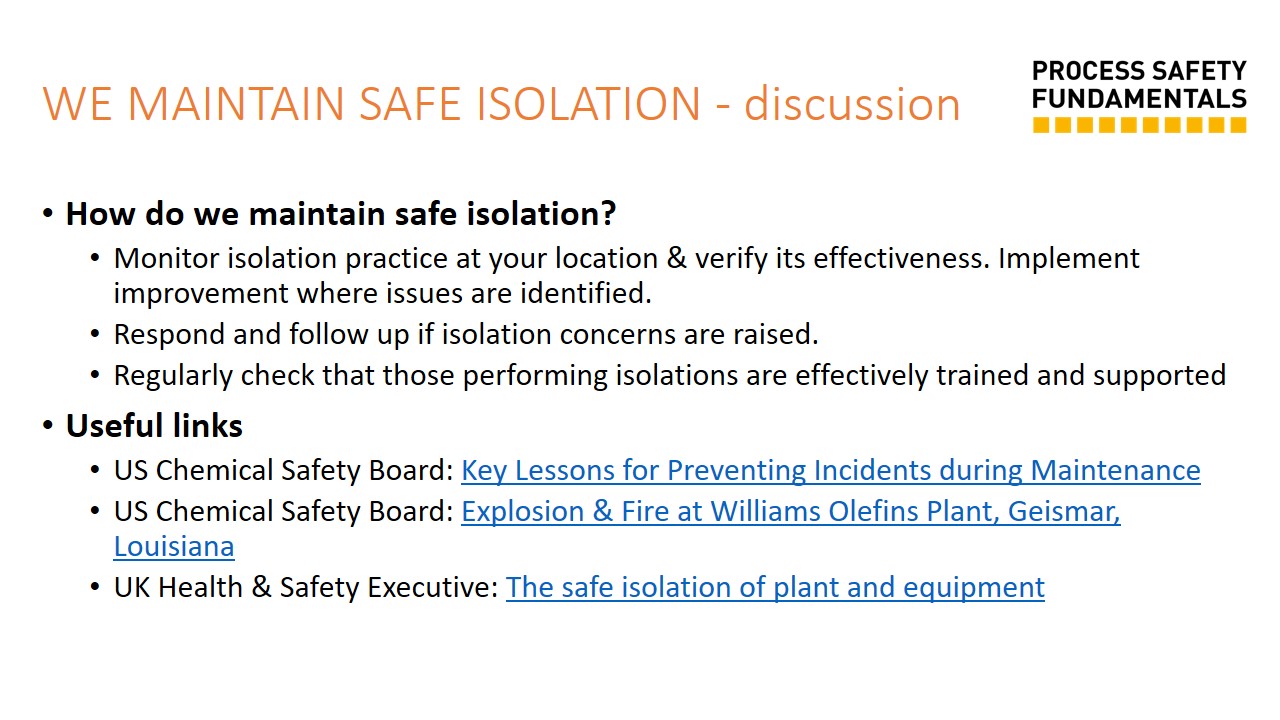 WE MAINTAIN SAFE ISOLATION - discussion
PROCESS SAFETY
FUNDAMENTALS
• How do we maintain safe isolation?
• Monitor isolation practice at your location & verify its effectiveness. Implement
improvement where issues are identified.
• Respond and follow up if isolation concerns are raised.
• Regularly check that those performing isolations are effectively trained and supported
• Useful links
• US Chemical Safety Board: Key Lessons for Preventing Incidents during Maintenance
• US Chemical Safety Board: Explosion & Fire at Williams Olefins Plant, Geismar,
Louisiana
• UK Health & Safety Executive: The safe isolation of plant and equipment